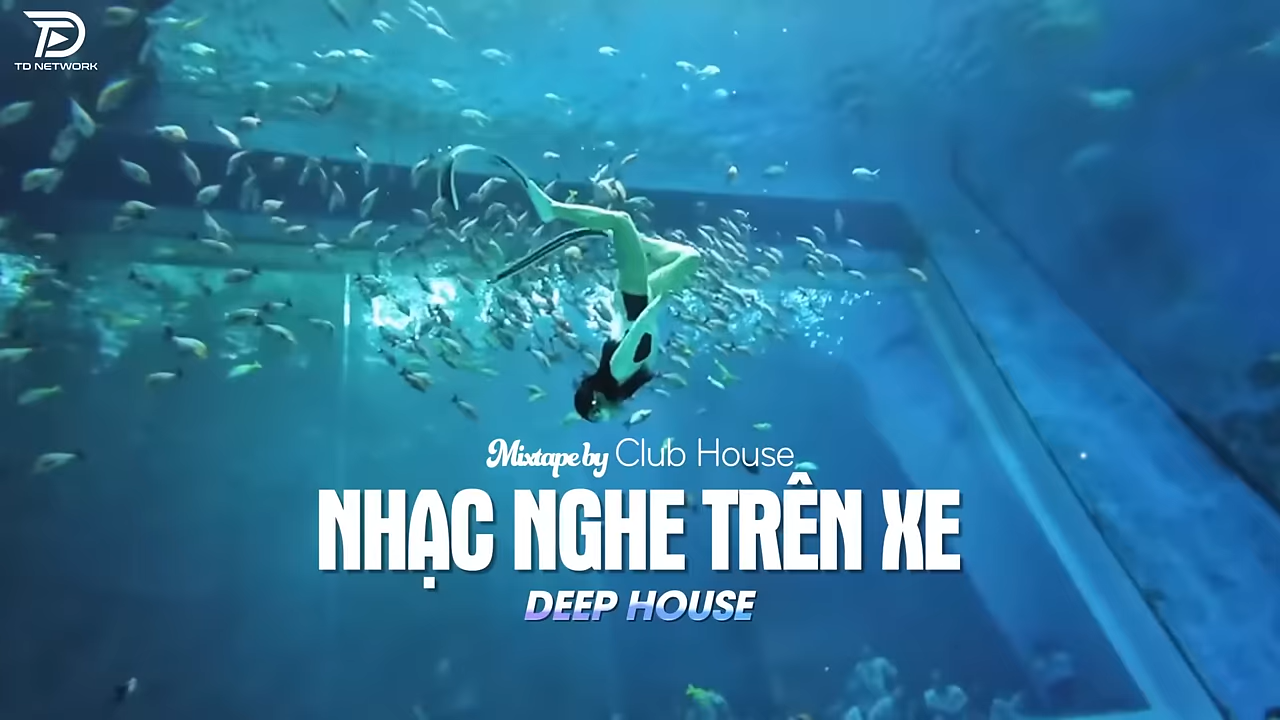 TD NETWORK
Mixtape by Club House
NHẠC NGHE TRÊN XE
DEEP HOUSE